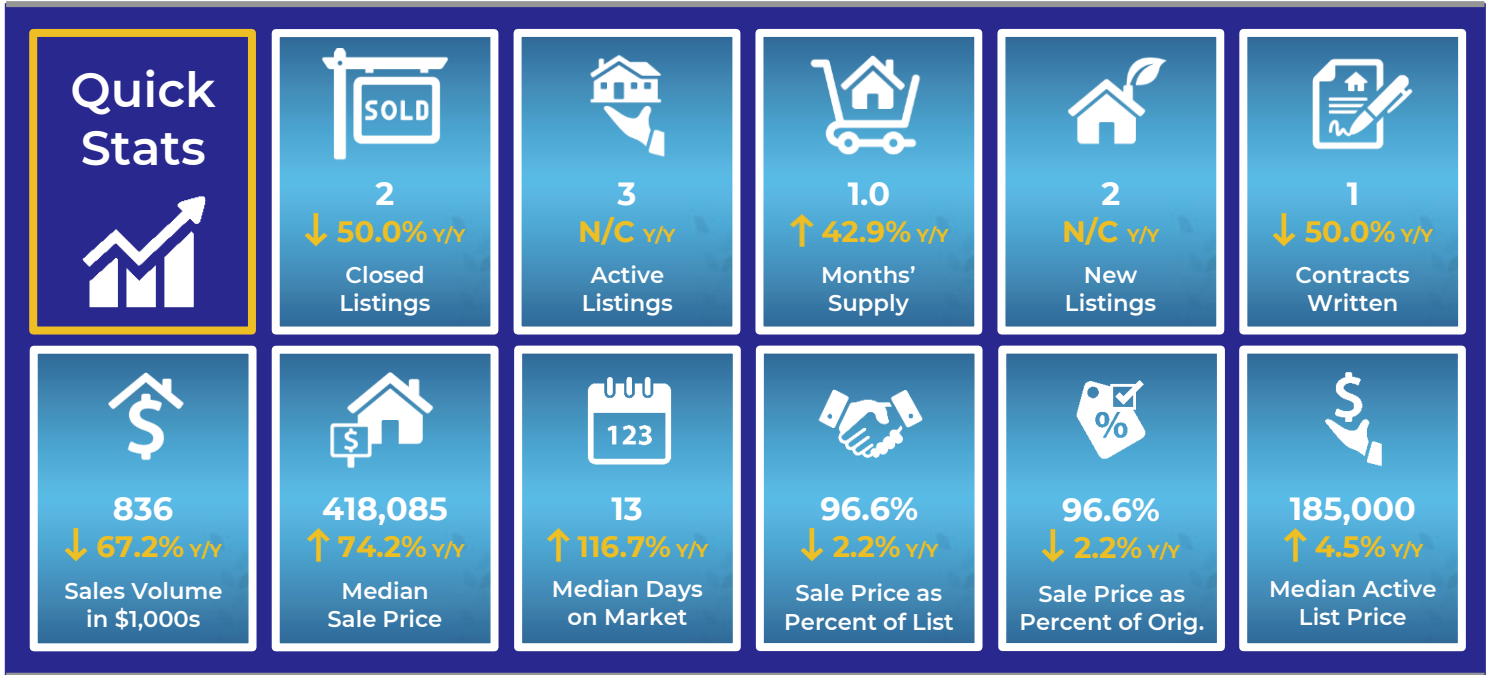 Quick
Stats
SOLD
2
↓ 50.0% Y/Y
Closed
Listings
3
N/C Y/Y
Active
Listings
1.0
↑ 42.9% Y/Y
Months’
Supply
2
N/C Y/Y
New
Listings
1
↓ 50.0% Y/Y
Contracts
Written
$
836
↓ 67.2% Y/Y
Sales Volume
in $1,000s
$
418,085
↑ 74.2% Y/Y
Median
Sale Price
123
13
↑ 116.7% Y/Y
Median Days
on Market
96.6%
↓ 2.2% Y/Y
Sale Price as
Percent of List
%
96.6%
↓ 2.2% Y/Y
Sale Price as
Percent of Orig.
$
185,000
↑ 4.5% Y/Y
Median Active
List Price